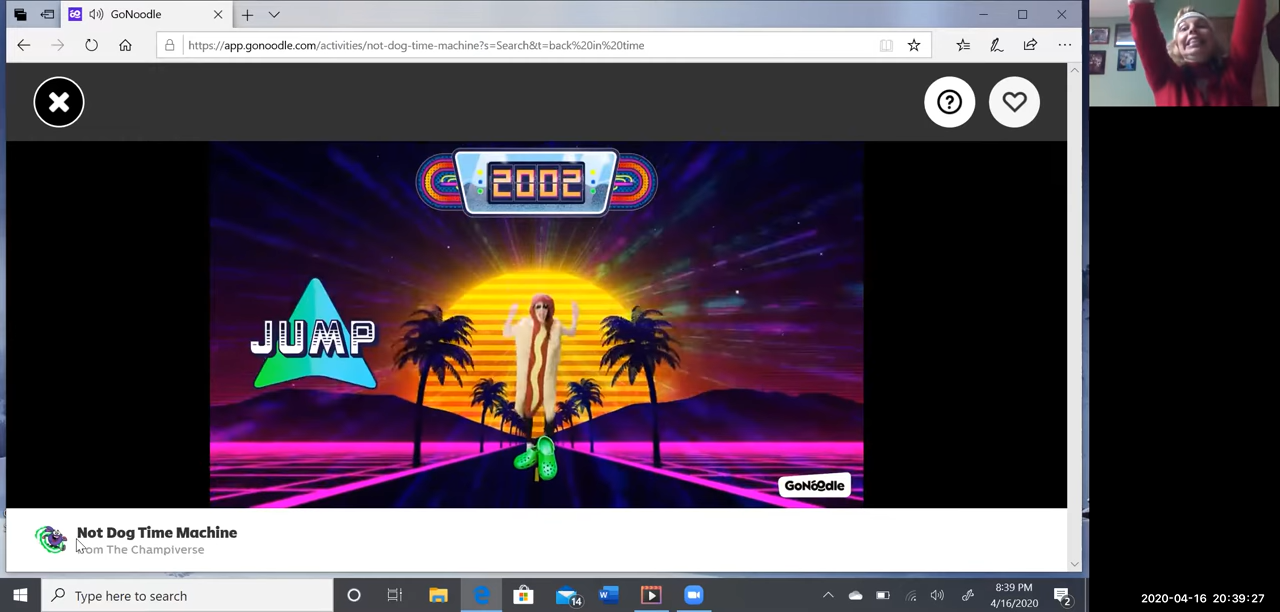 GoNoodle
https://app.gonoodle.com/activities/not-dog-time-machine?s=Search&t=back%20in%20time
2002
JUMP
GoNoodle
Not Dog Time Machine
from The Champiverse
Type here to search
14
8:39 PM
4/16/2020
2
2020-04-16 20:39:27